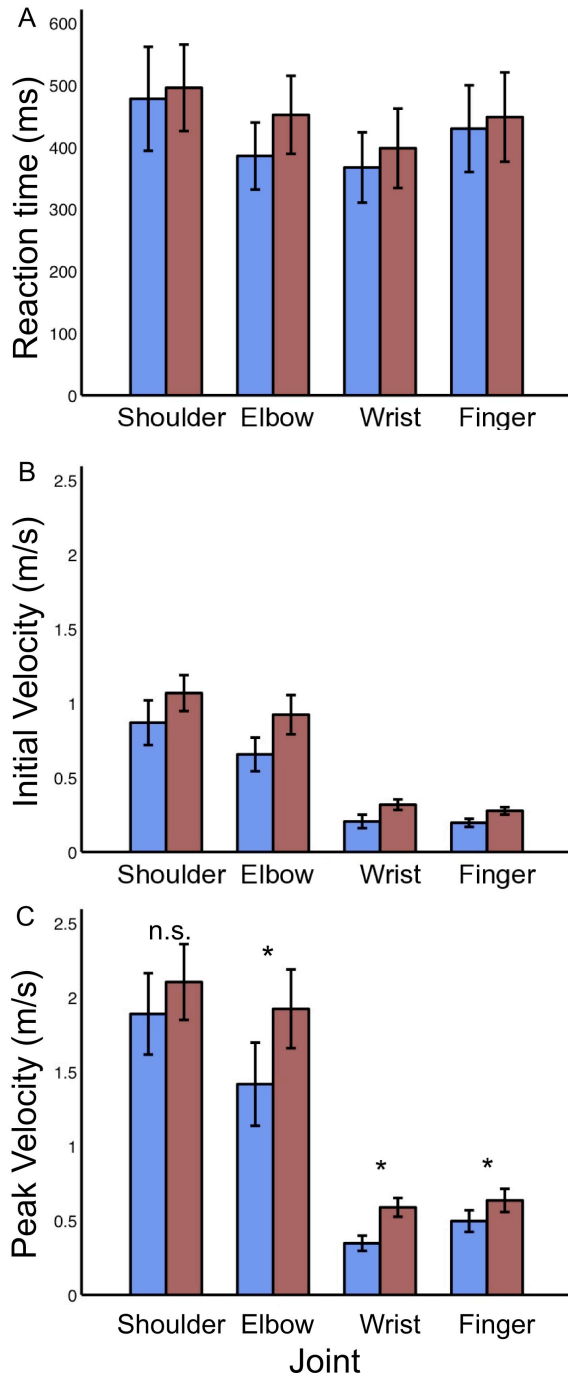 A
Reaction time (ms)
600
500
400
300
200
100
0
Shoulder Elbow Wrist Finger
B
Initial Velocity (m/s)
2.5
2
1.5
1
0.5
0
Shoulder Elbow Wrist Finger
C
Peak Velocity (m/s)
2.5
2
1.5
1
0.5
0
n.s. *
* *
Shoulder Elbow Wrist Finger
Joint